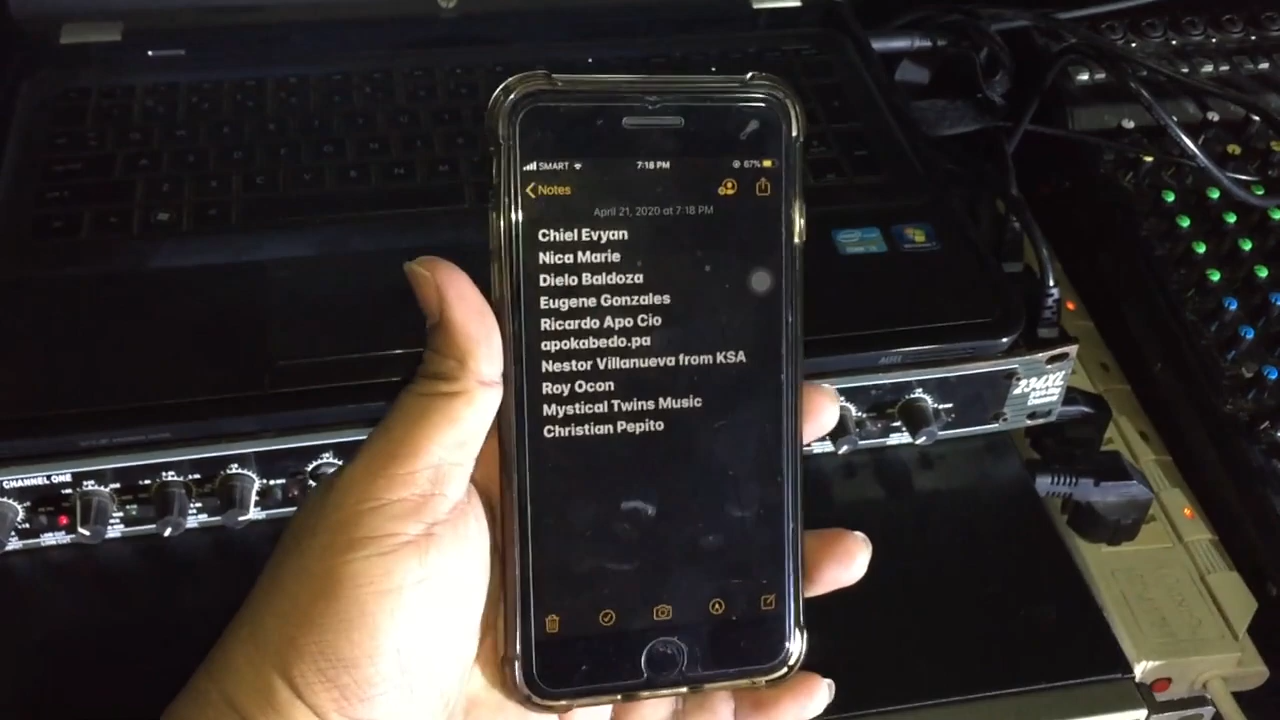 SMART
7:18 PM
67%
Notes
April 21, 2020 at 7:18 PM
Chiel Evyan
Nica Marie
Dielo Baldoza
Eugene Gonzales
Ricardo Apo Cio
apokabedo.pa
Nestor Villanueva from KSA
Roy Ocon
Mystical Twins Music
Christian Pepito
CHANNEL ONE
234XL